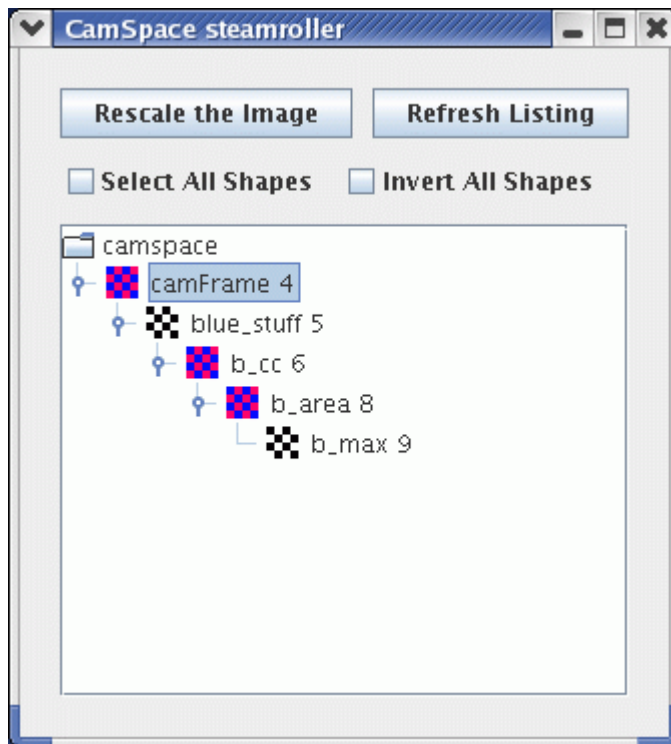 CamSpace steamroller
Rescale the Image Refresh Listing
Select All Shapes Invert All Shapes
camspace
camFrame 4
blue_stuff 5
b_cc 6
b_area 8
b_max 9